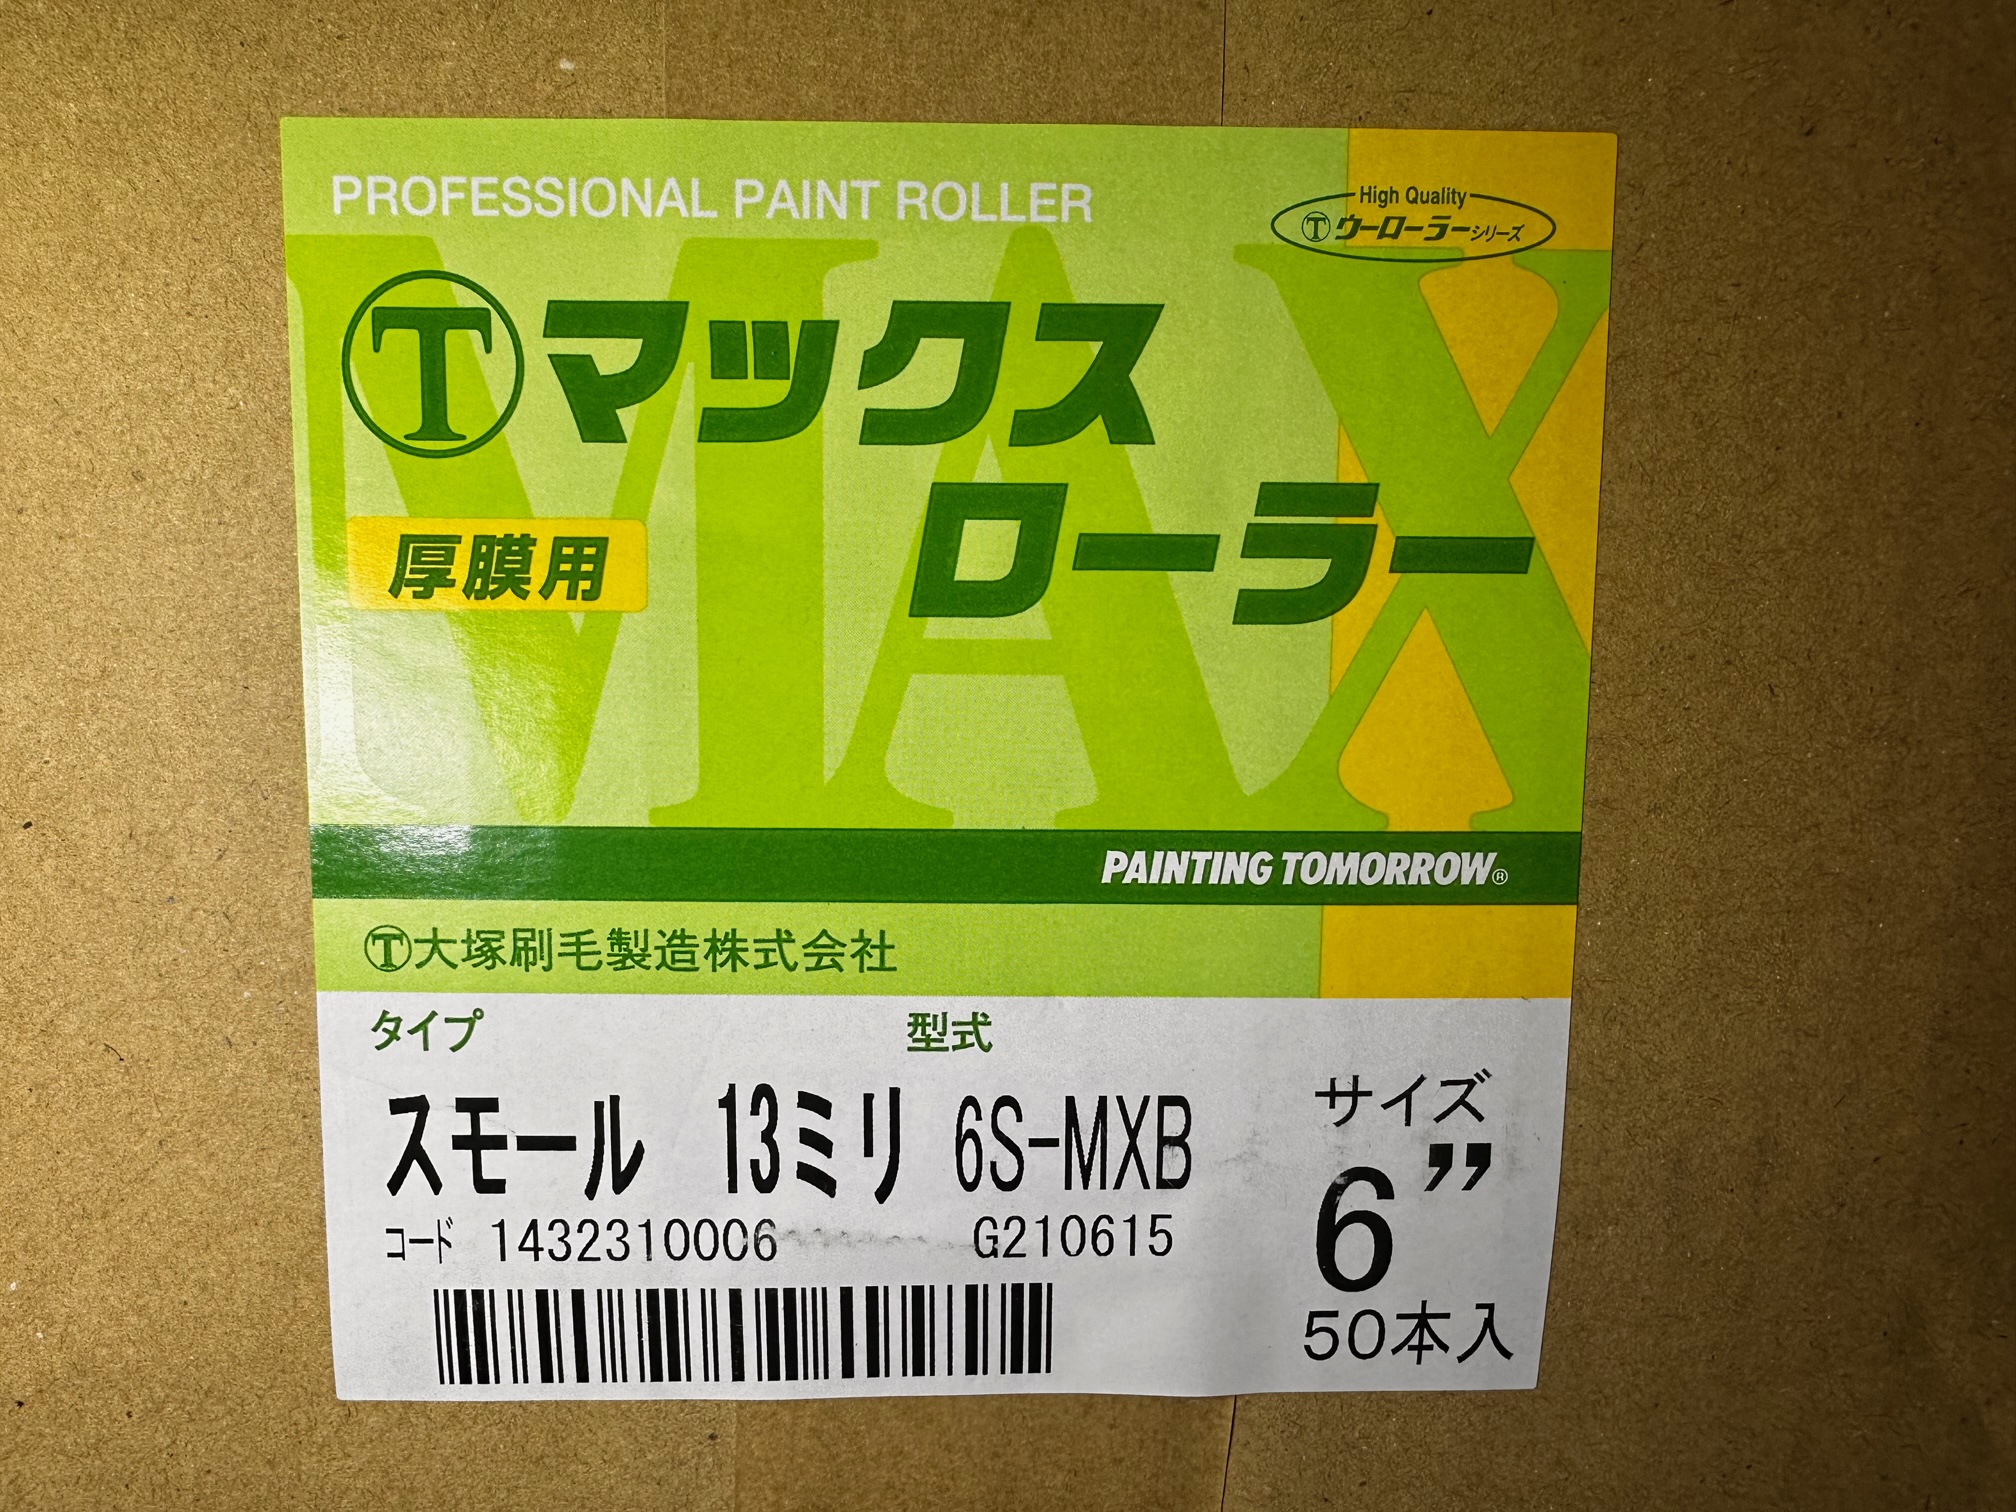 PROFESSIONAL PAINT ROLLER
High Quality
Ⓣウーローラーシリーズ
MAX
Ⓣマックス
ローラー
厚膜用
PAINTING TOMORROW®
Ⓣ大塚刷毛製造株式会社
タイプ 型式
スモール 13ミリ 6S-MXB
サイズ
6”
コード 1432310006 G210615
50本入